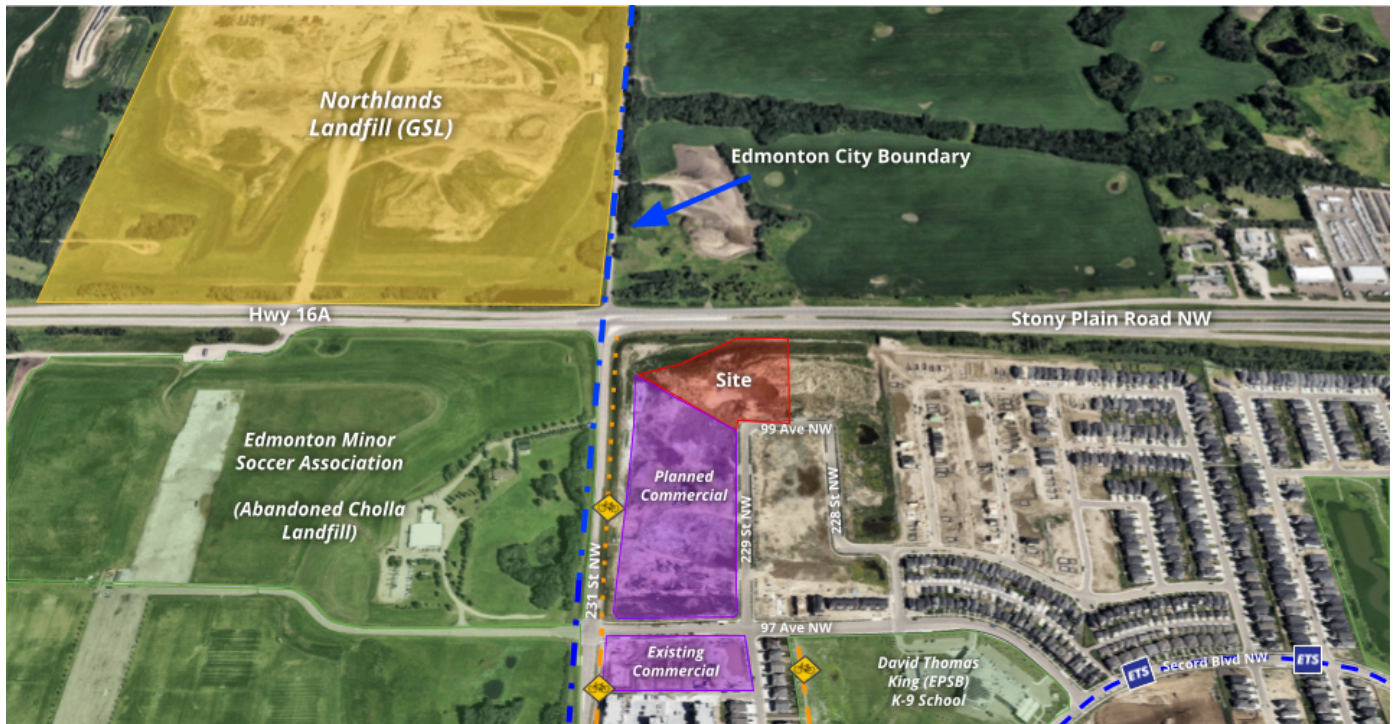 Northlands
Landfill (GSL)
Edmonton City Boundary
Hwy 16A
Stony Plain Road NW
Site
99 Ave NW
Edmonton Minor
Soccer Association
(Abandoned Cholla
Landfill)
Planned
Commercial
229 St NW
228 St NW
231 St NW
97 Ave NW
Existing
Commercial
David Thomas
King (EPSB)
K-9 School
ETS
Secord Blvd NW
ETS